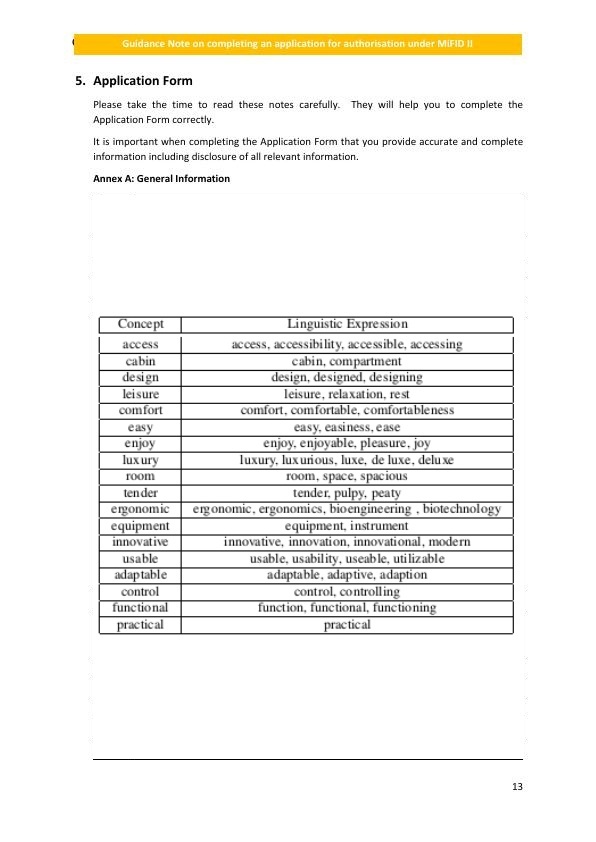 Guidance Note on completing an application for authorisation under MiFID II
5. Application Form
Please take the time to read these notes carefully. They will help you to complete the
Application Form correctly.
It is important when completing the Application Form that you provide accurate and complete
information including disclosure of all relevant information.
Annex A: General Information
Concept Linguistic Expression
access access, accessibility, accessible, accessing
cabin cabin, compartment
design design, designed, designing
leisure leisure, relaxation, rest
comfort comfort, comfortable, comfortableness
easy easy, easiness, ease
enjoy enjoy, enjoyable, pleasure, joy
luxury luxury, luxurious, luxe, de luxe, deluxe
room room, space, spacious
tender tender, pulpy, peaty
ergonomic ergonomic, ergonomics, bioengineering , biotechnology
equipment equipment, instrument
innovative innovative, innovation, innovational, modern
usable usable, usability, useable, utilizable
adaptable adaptable, adaptive, adaption
control control, controlling
functional function, functional, functioning
practical practical
13